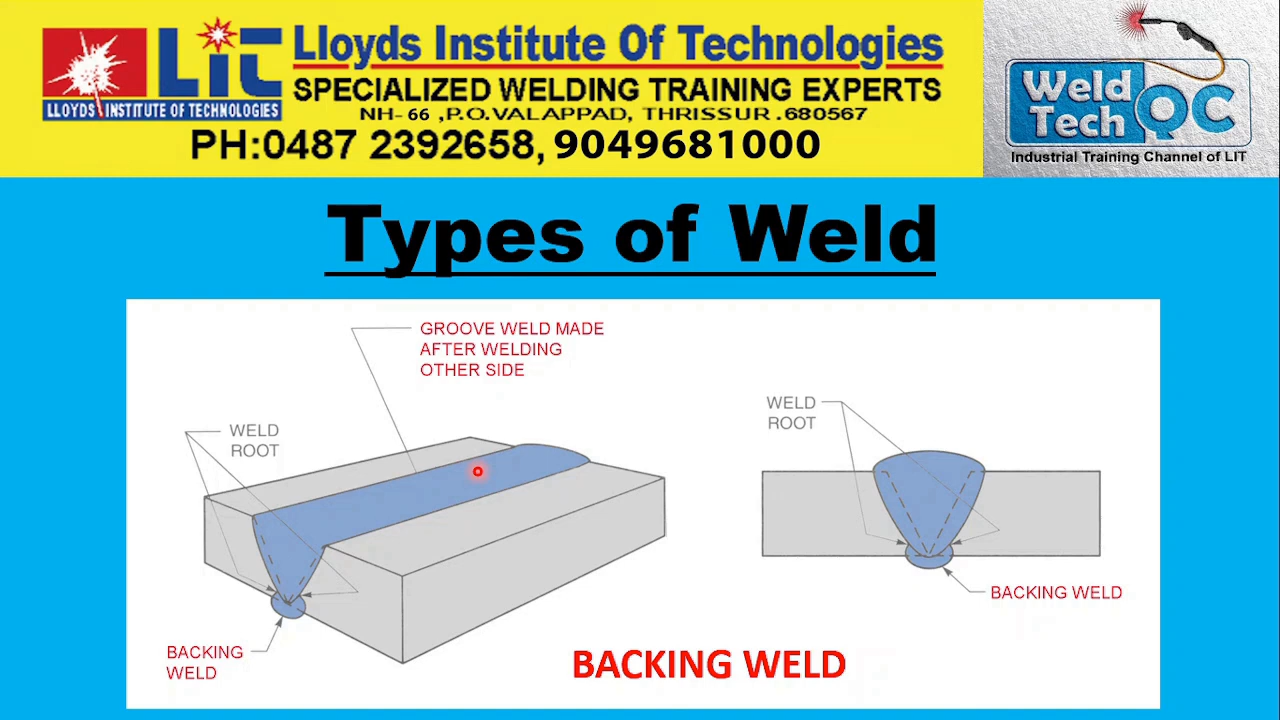 LIT
LLOYDS INSTITUTE OF TECHNOLOGIES
Lloyds Institute Of Technologies
SPECIALIZED WELDING TRAINING EXPERTS
NH- 66 ,P.O.VALAPPAD, THRISSUR .680567
PH:0487 2392658, 9049681000
Weld
Tech
QC
Industrial Training Channel of LIT
Types of Weld
GROOVE WELD MADE
AFTER WELDING
OTHER SIDE
WELD
ROOT
BACKING
WELD
WELD
ROOT
BACKING WELD
BACKING WELD